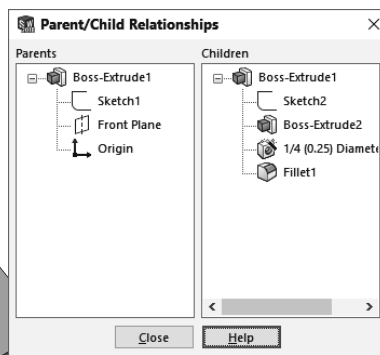 Parent/Child Relationships
Parents
Boss-Extrude1
Sketch1
Front Plane
Origin
Children
Boss-Extrude1
Sketch2
Boss-Extrude2
1/4 (0.25) Diamete
Fillet1
Close
Help